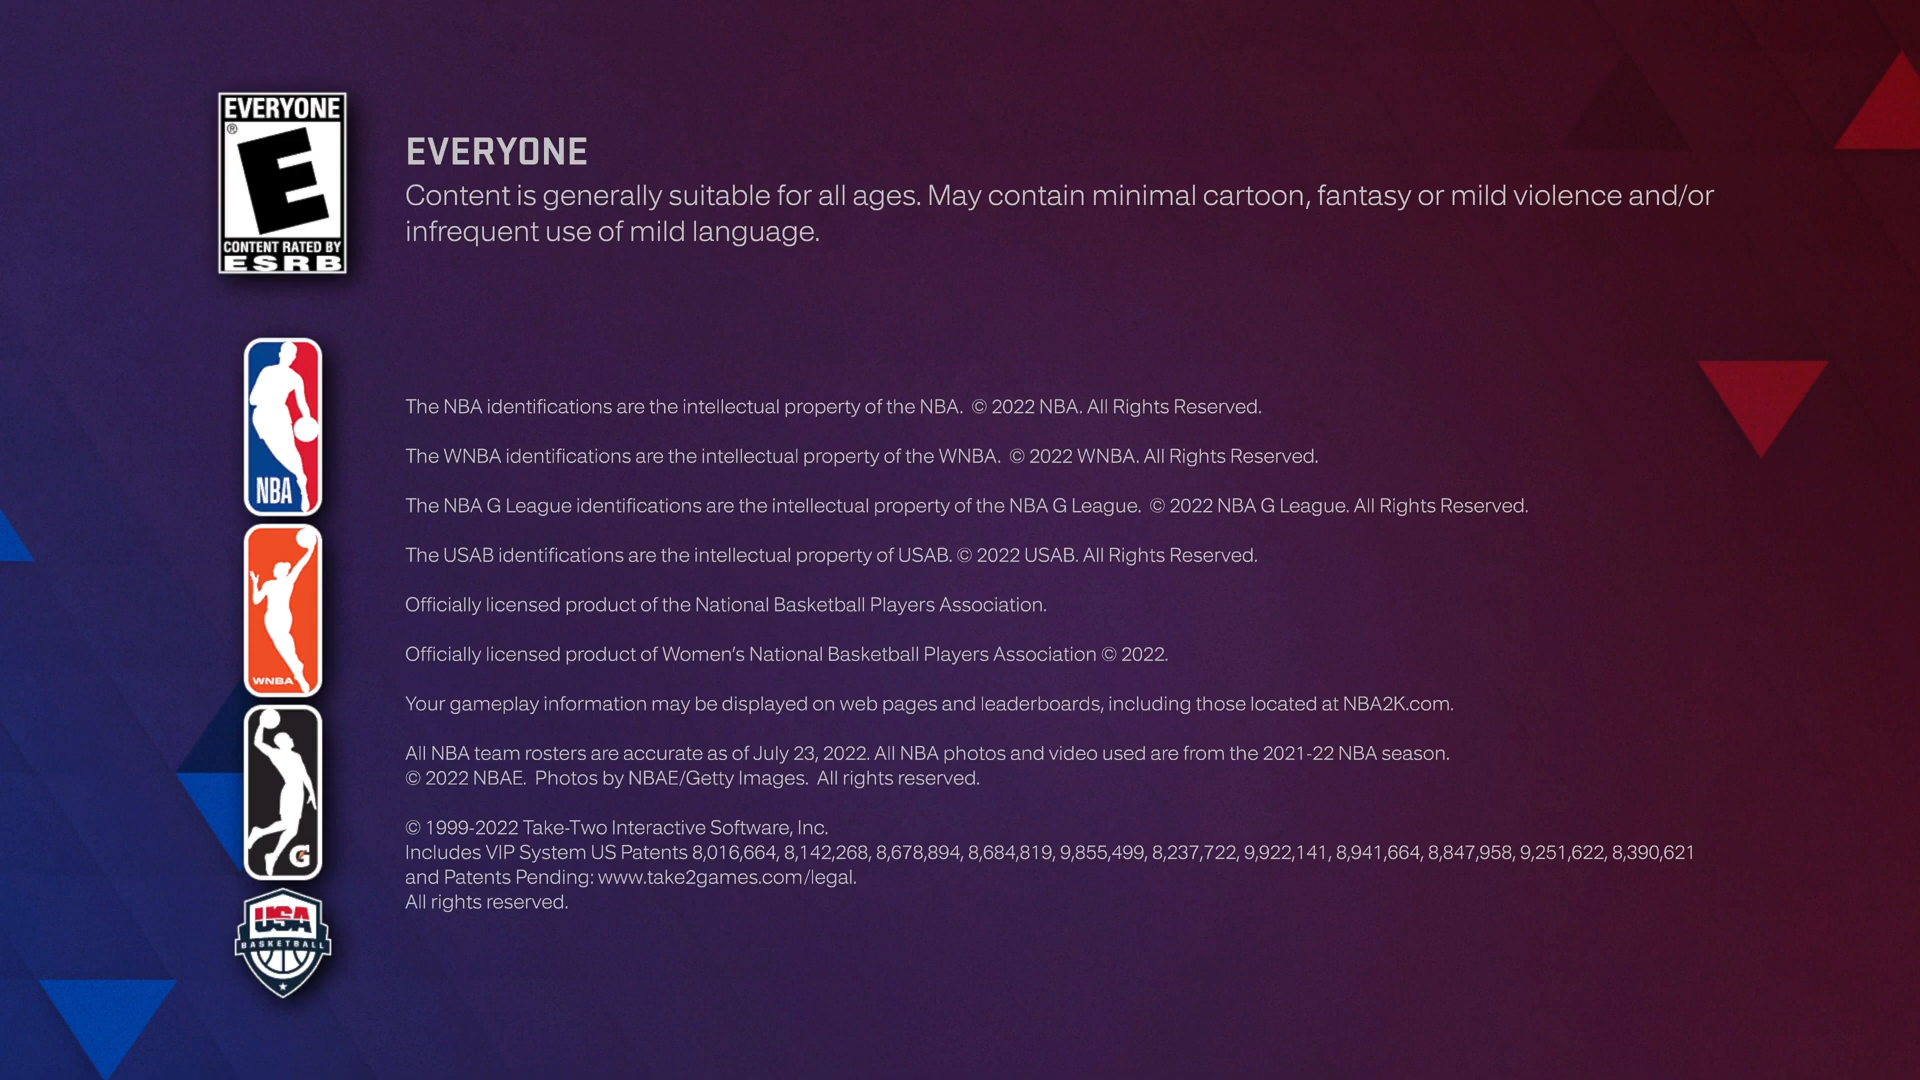 EVERYONE
®
E
CONTENT RATED BY
ESRB
EVERYONE
Content is generally suitable for all ages. May contain minimal cartoon, fantasy or mild violence and/or
infrequent use of mild language.
NBA
The NBA identifications are the intellectual property of the NBA.  © 2022 NBA. All Rights Reserved.
The WNBA identifications are the intellectual property of the WNBA.  © 2022 WNBA. All Rights Reserved.
The NBA G League identifications are the intellectual property of the NBA G League.  © 2022 NBA G League. All Rights Reserved.
WNBA
The USAB identifications are the intellectual property of USAB. © 2022 USAB. All Rights Reserved.
Officially licensed product of the National Basketball Players Association.
Officially licensed product of Women’s National Basketball Players Association © 2022.
Your gameplay information may be displayed on web pages and leaderboards, including those located at NBA2K.com.
G
All NBA team rosters are accurate as of July 23, 2022. All NBA photos and video used are from the 2021-22 NBA season.
© 2022 NBAE.  Photos by NBAE/Getty Images.  All rights reserved.
© 1999-2022 Take-Two Interactive Software, Inc.
Includes VIP System US Patents 8,016,664, 8,142,268, 8,678,894, 8,684,819, 9,855,499, 8,237,722, 9,922,141, 8,941,664, 8,847,958, 9,251,622, 8,390,621
and Patents Pending: www.take2games.com/legal.
All rights reserved.
USA
BASKETBALL